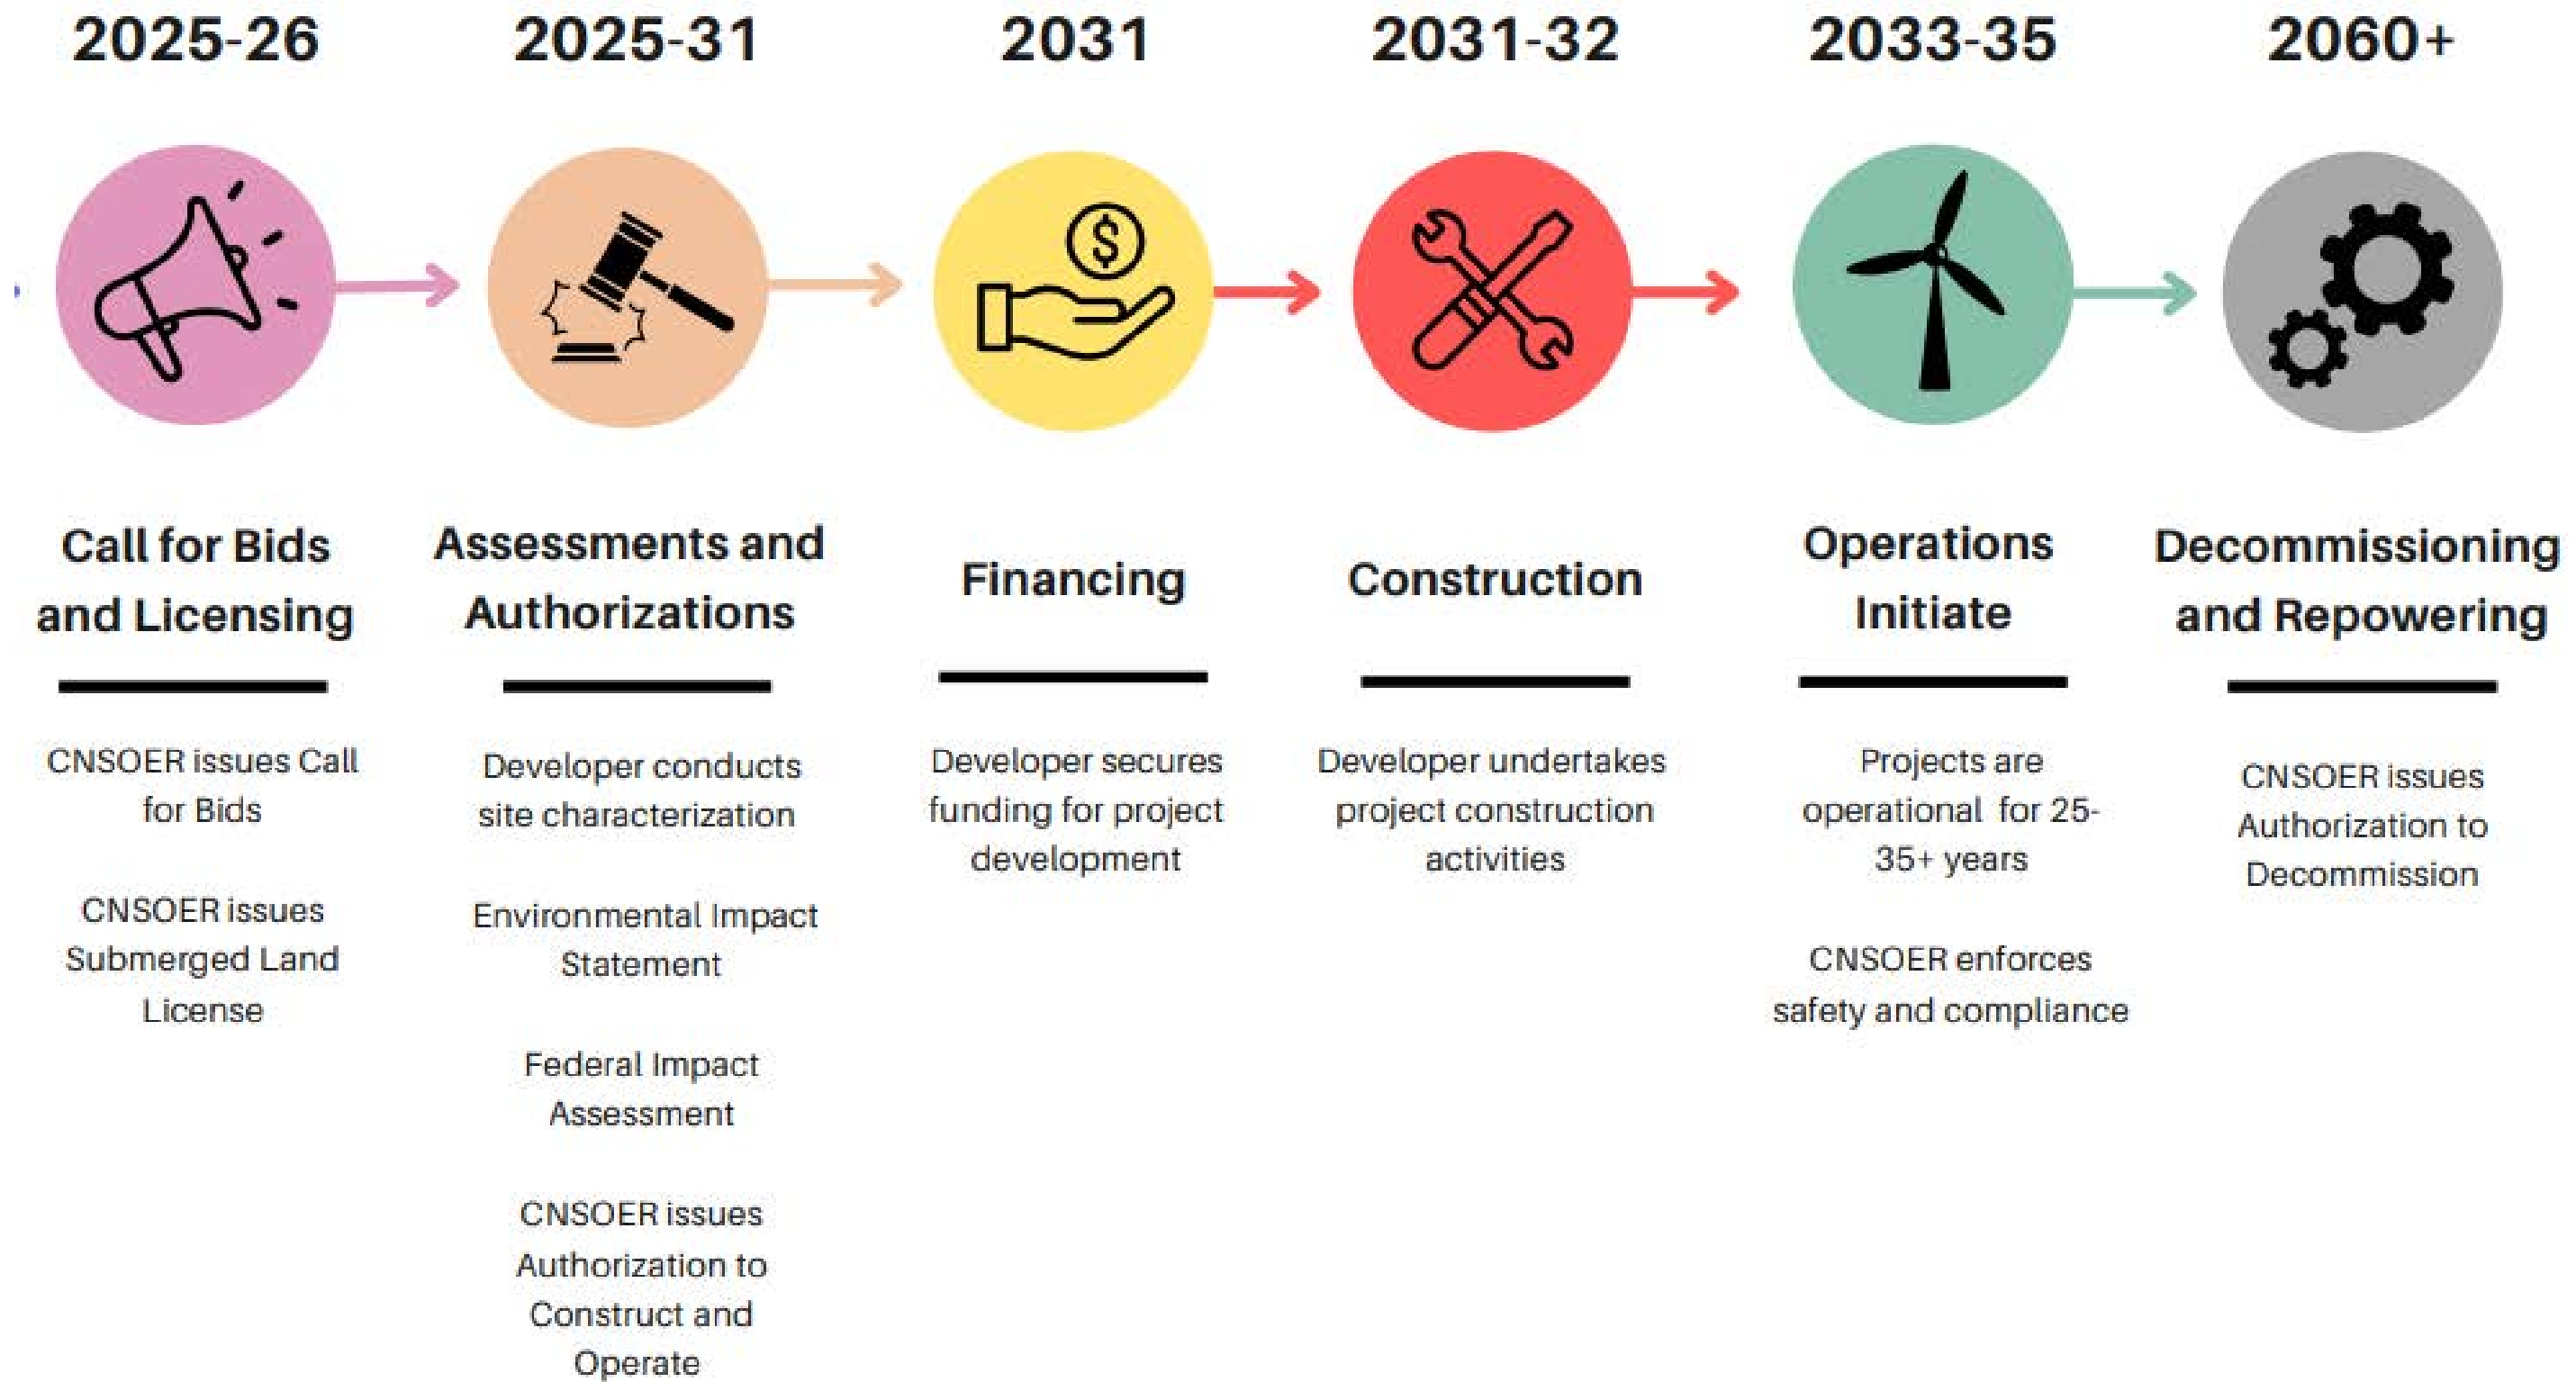 2025-26
2025-31
2031
2031-32
2033-35
2060+
$
Call for Bids
and Licensing
Assessments and
Authorizations
Financing
Construction
Operations
Initiate
Decommissioning
and Repowering
CNSOER issues Call
for Bids
CNSOER issues
Submerged Land
License
Developer conducts
site characterization
Environmental Impact
Statement
Federal Impact
Assessment
CNSOER issues
Authorization to
Construct and
Operate
Developer secures
funding for project
development
Developer undertakes
project construction
activities
Projects are
operational for 25-
35+ years
CNSOER enforces
safety and compliance
CNSOER issues
Authorization to
Decommission